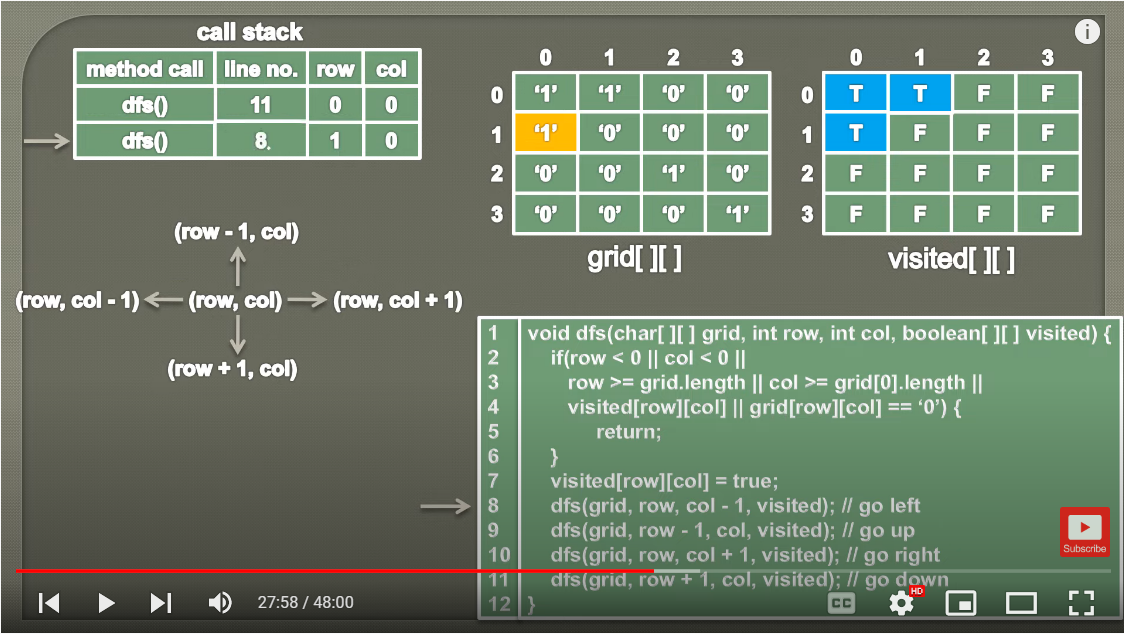 call stack
method call line no. row col
dfs() 11 0 0
dfs() 8. 1 0
(row - 1, col)
(row, col - 1) (row, col) (row, col + 1)
(row + 1, col)
0 1 2 3
0 ‘1’ ‘1’ ‘0’ ‘0’
1 ‘1’ ‘0’ ‘0’ ‘0’
2 ‘0’ ‘0’ ‘1’ ‘0’
3 ‘0’ ‘0’ ‘0’ ‘1’
grid[ ][ ]
0 1 2 3
0 T T F F
1 T F F F
2 F F F F
3 F F F F
visited[ ][ ]
i
1 void dfs(char[ ][ ] grid, int row, int col, boolean[ ][ ] visited) {
2 if(row < 0 || col < 0 ||
3 row >= grid.length || col >= grid[0].length ||
4 visited[row][col] || grid[row][col] == ‘0’) {
5 return;
6 }
7 visited[row][col] = true;
8 dfs(grid, row, col - 1, visited); // go left
9 dfs(grid, row - 1, col, visited); // go up
10 dfs(grid, row, col + 1, visited); // go right
11 dfs(grid, row + 1, col, visited); // go down
12 }
Subscribe
27:58 / 48:00
CC
HD